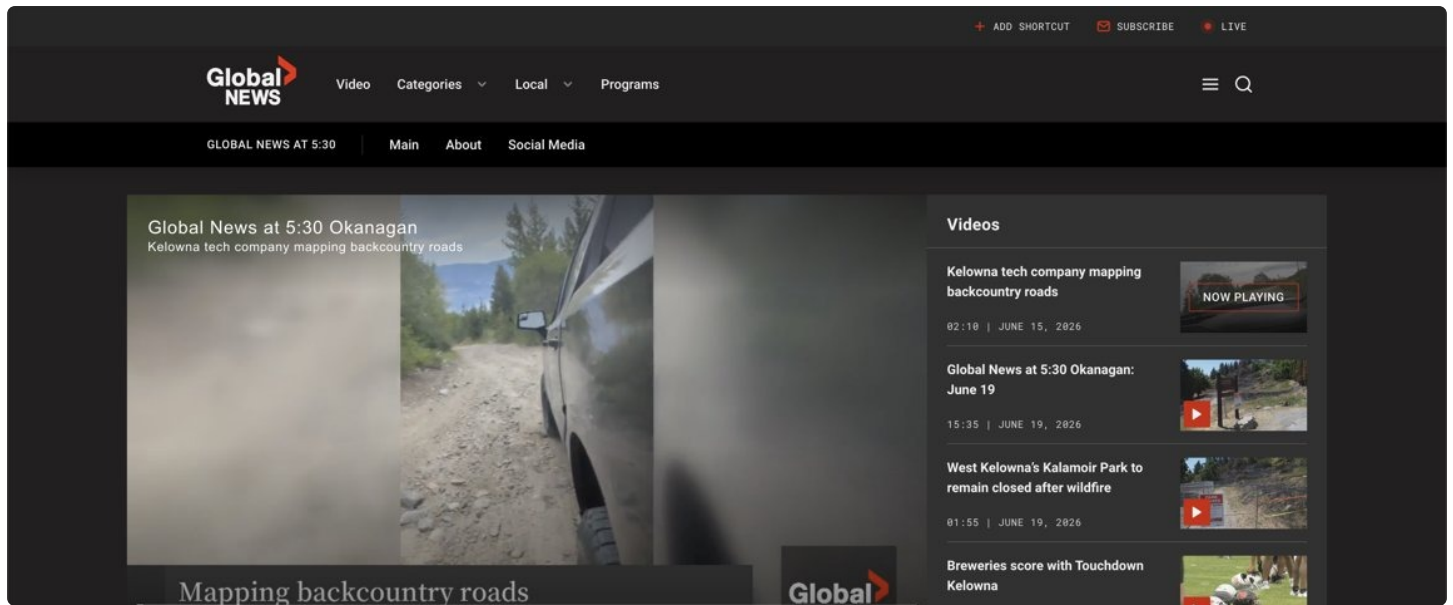 ADD SHORTCUT
SUBSCRIBE
LIVE
Global
NEWS
Video
Categories
Local
Programs
GLOBAL NEWS AT 5:30
Main
About
Social Media
Global News at 5:30 Okanagan
Kelowna tech company mapping backcountry roads
Mapping backcountry roads
Global
Videos
Kelowna tech company mapping
backcountry roads
02:10 | JUNE 15, 2026
NOW PLAYING
Global News at 5:30 Okanagan:
June 19
15:35 | JUNE 19, 2026
West Kelowna's Kalamoir Park to
remain closed after wildfire
01:55 | JUNE 19, 2026
Breweries score with Touchdown
Kelowna